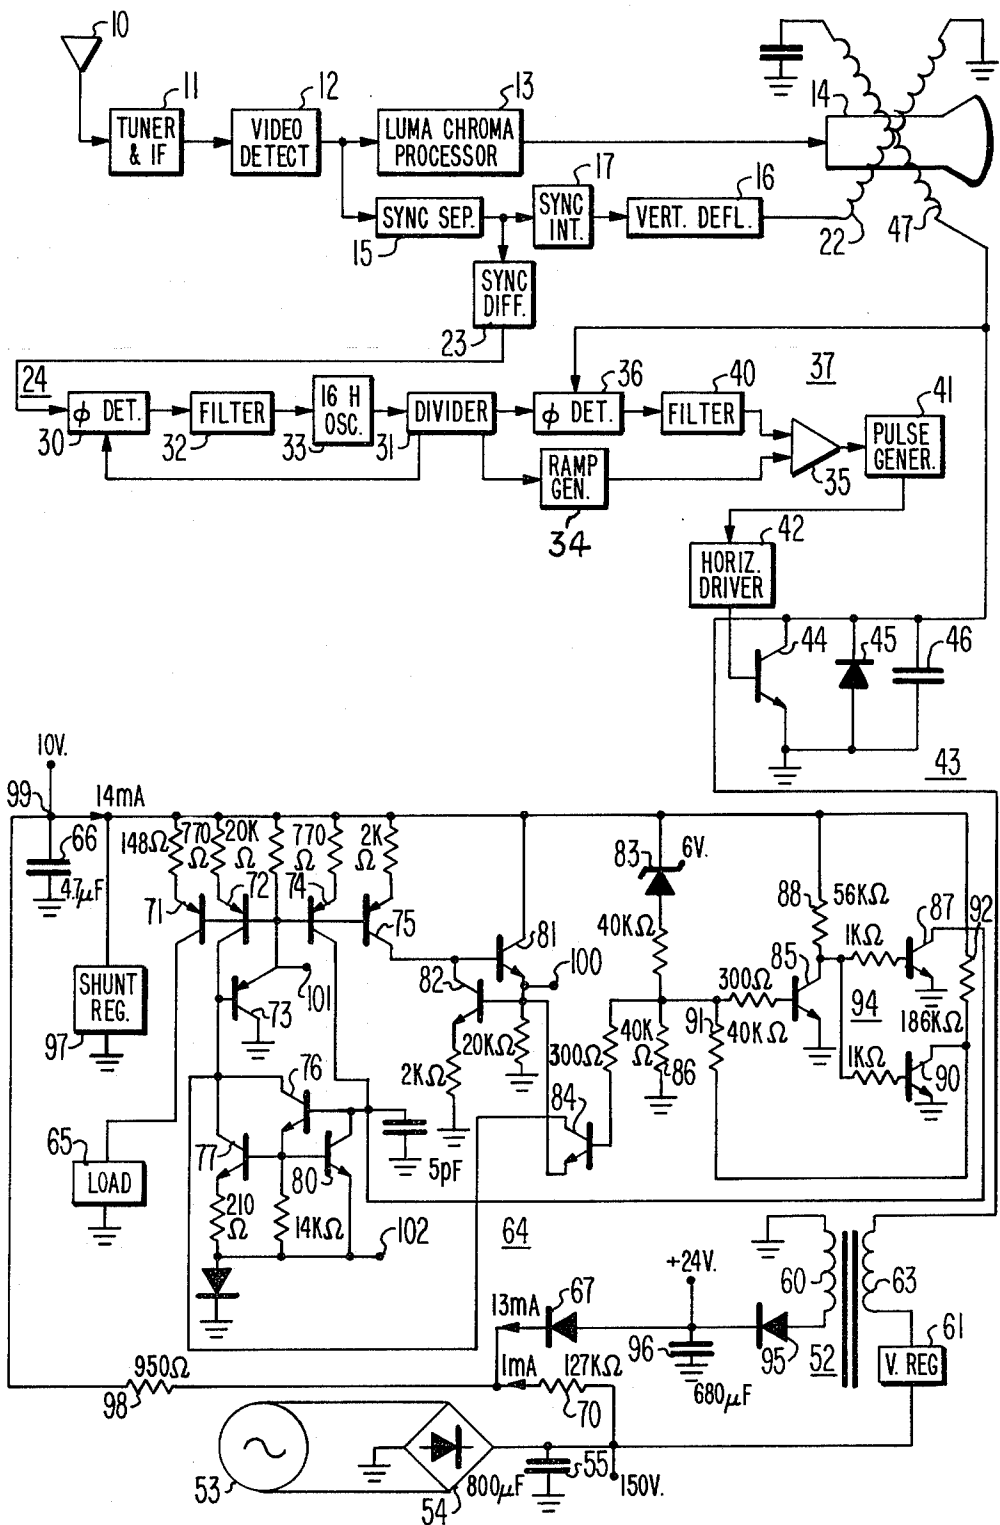 10
11
12
13
14
TUNER
& IF
VIDEO
DETECT
LUMA CHROMA
PROCESSOR
17
16
SYNC SEP.
15
SYNC
INT.
VERT. DEFL.
22
47
SYNC
DIFF.
23
24
36
40
37
41
ϕ DET.
30
FILTER
32
16 H
OSC.
33
DIVIDER
31
ϕ DET.
FILTER
35
PULSE
GENER.
RAMP
GEN.
34
42
HORIZ.
DRIVER
44
45
46
43
10V.
99
14mA
66
4.7μF
148Ω
770
Ω
20K
Ω
770
Ω
2K
Ω
71
72
74
75
83
6V.
88
56KΩ
87
92
81
82
100
40KΩ
300Ω
85
1KΩ
94
186KΩ
SHUNT
REG.
97
101
73
20KΩ
2KΩ
300Ω
40K
Ω
86
91
40KΩ
1KΩ
90
76
84
65
LOAD
77
80
5pF
210
Ω
14KΩ
102
64
+24V.
60
63
13mA
67
96
680μF
95
52
61
V. REG
950Ω
98
1mA
127KΩ
70
53
54
800μF
55
150V.